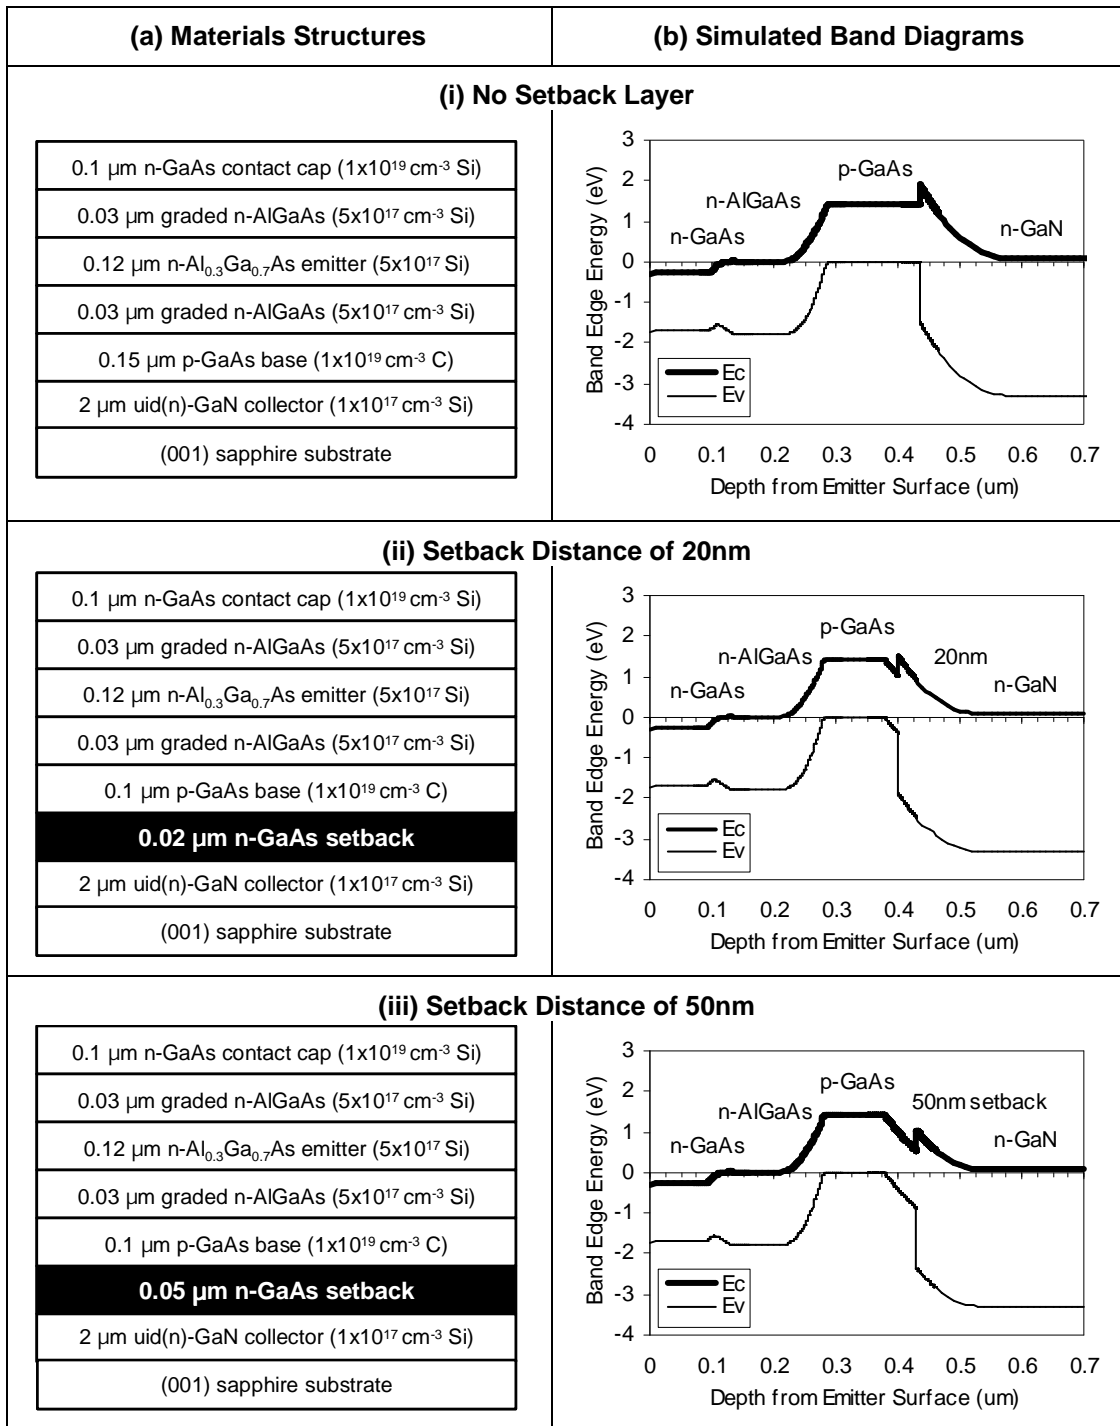 (a) Materials Structures
(b) Simulated Band Diagrams
(i) No Setback Layer
0.1 µm n-GaAs contact cap (1x10¹⁹ cm⁻³ Si)
0.03 µm graded n-AlGaAs (5x10¹⁷ cm⁻³ Si)
0.12 µm n-Al₀.₃Ga₀.₇As emitter (5x10¹⁷ Si)
0.03 µm graded n-AlGaAs (5x10¹⁷ cm⁻³ Si)
0.15 µm p-GaAs base (1x10¹⁹ cm⁻³ C)
2 µm uid(n)-GaN collector (1x10¹⁷ cm⁻³ Si)
(001) sapphire substrate
Band Edge Energy (eV)
3
2
1
0
-1
-2
-3
-4
p-GaAs
n-AlGaAs
n-GaAs
n-GaN
Ec
Ev
0 0.1 0.2 0.3 0.4 0.5 0.6 0.7
Depth from Emitter Surface (um)
(ii) Setback Distance of 20nm
0.1 µm n-GaAs contact cap (1x10¹⁹ cm⁻³ Si)
0.03 µm graded n-AlGaAs (5x10¹⁷ cm⁻³ Si)
0.12 µm n-Al₀.₃Ga₀.₇As emitter (5x10¹⁷ Si)
0.03 µm graded n-AlGaAs (5x10¹⁷ cm⁻³ Si)
0.1 µm p-GaAs base (1x10¹⁹ cm⁻³ C)
0.02 µm n-GaAs setback
2 µm uid(n)-GaN collector (1x10¹⁷ cm⁻³ Si)
(001) sapphire substrate
Band Edge Energy (eV)
3
2
1
0
-1
-2
-3
-4
p-GaAs
n-AlGaAs
20nm
n-GaAs
n-GaN
Ec
Ev
0 0.1 0.2 0.3 0.4 0.5 0.6 0.7
Depth from Emitter Surface (um)
(iii) Setback Distance of 50nm
0.1 µm n-GaAs contact cap (1x10¹⁹ cm⁻³ Si)
0.03 µm graded n-AlGaAs (5x10¹⁷ cm⁻³ Si)
0.12 µm n-Al₀.₃Ga₀.₇As emitter (5x10¹⁷ Si)
0.03 µm graded n-AlGaAs (5x10¹⁷ cm⁻³ Si)
0.1 µm p-GaAs base (1x10¹⁹ cm⁻³ C)
0.05 µm n-GaAs setback
2 µm uid(n)-GaN collector (1x10¹⁷ cm⁻³ Si)
(001) sapphire substrate
Band Edge Energy (eV)
3
2
1
0
-1
-2
-3
-4
p-GaAs
50nm setback
n-AlGaAs
n-GaAs
n-GaN
Ec
Ev
0 0.1 0.2 0.3 0.4 0.5 0.6 0.7
Depth from Emitter Surface (um)